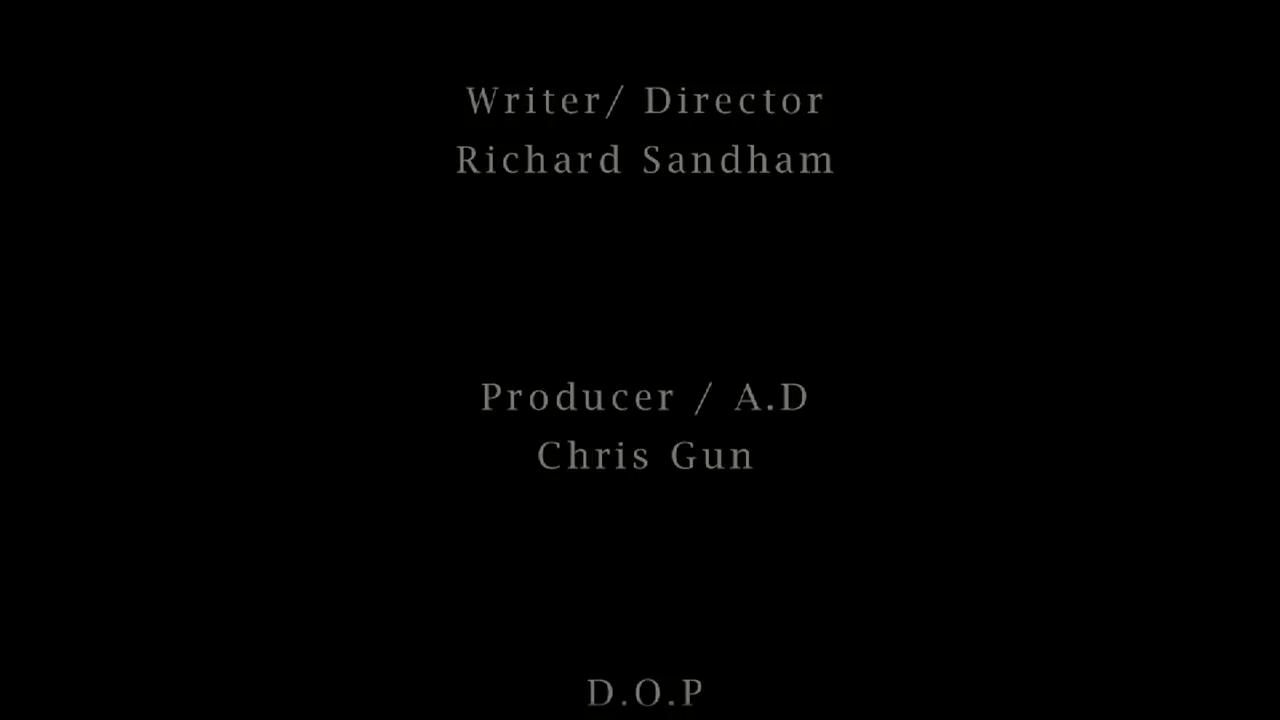 Writer/ Director
Richard Sandham
Producer / A.D
Chris Gun
D.O.P